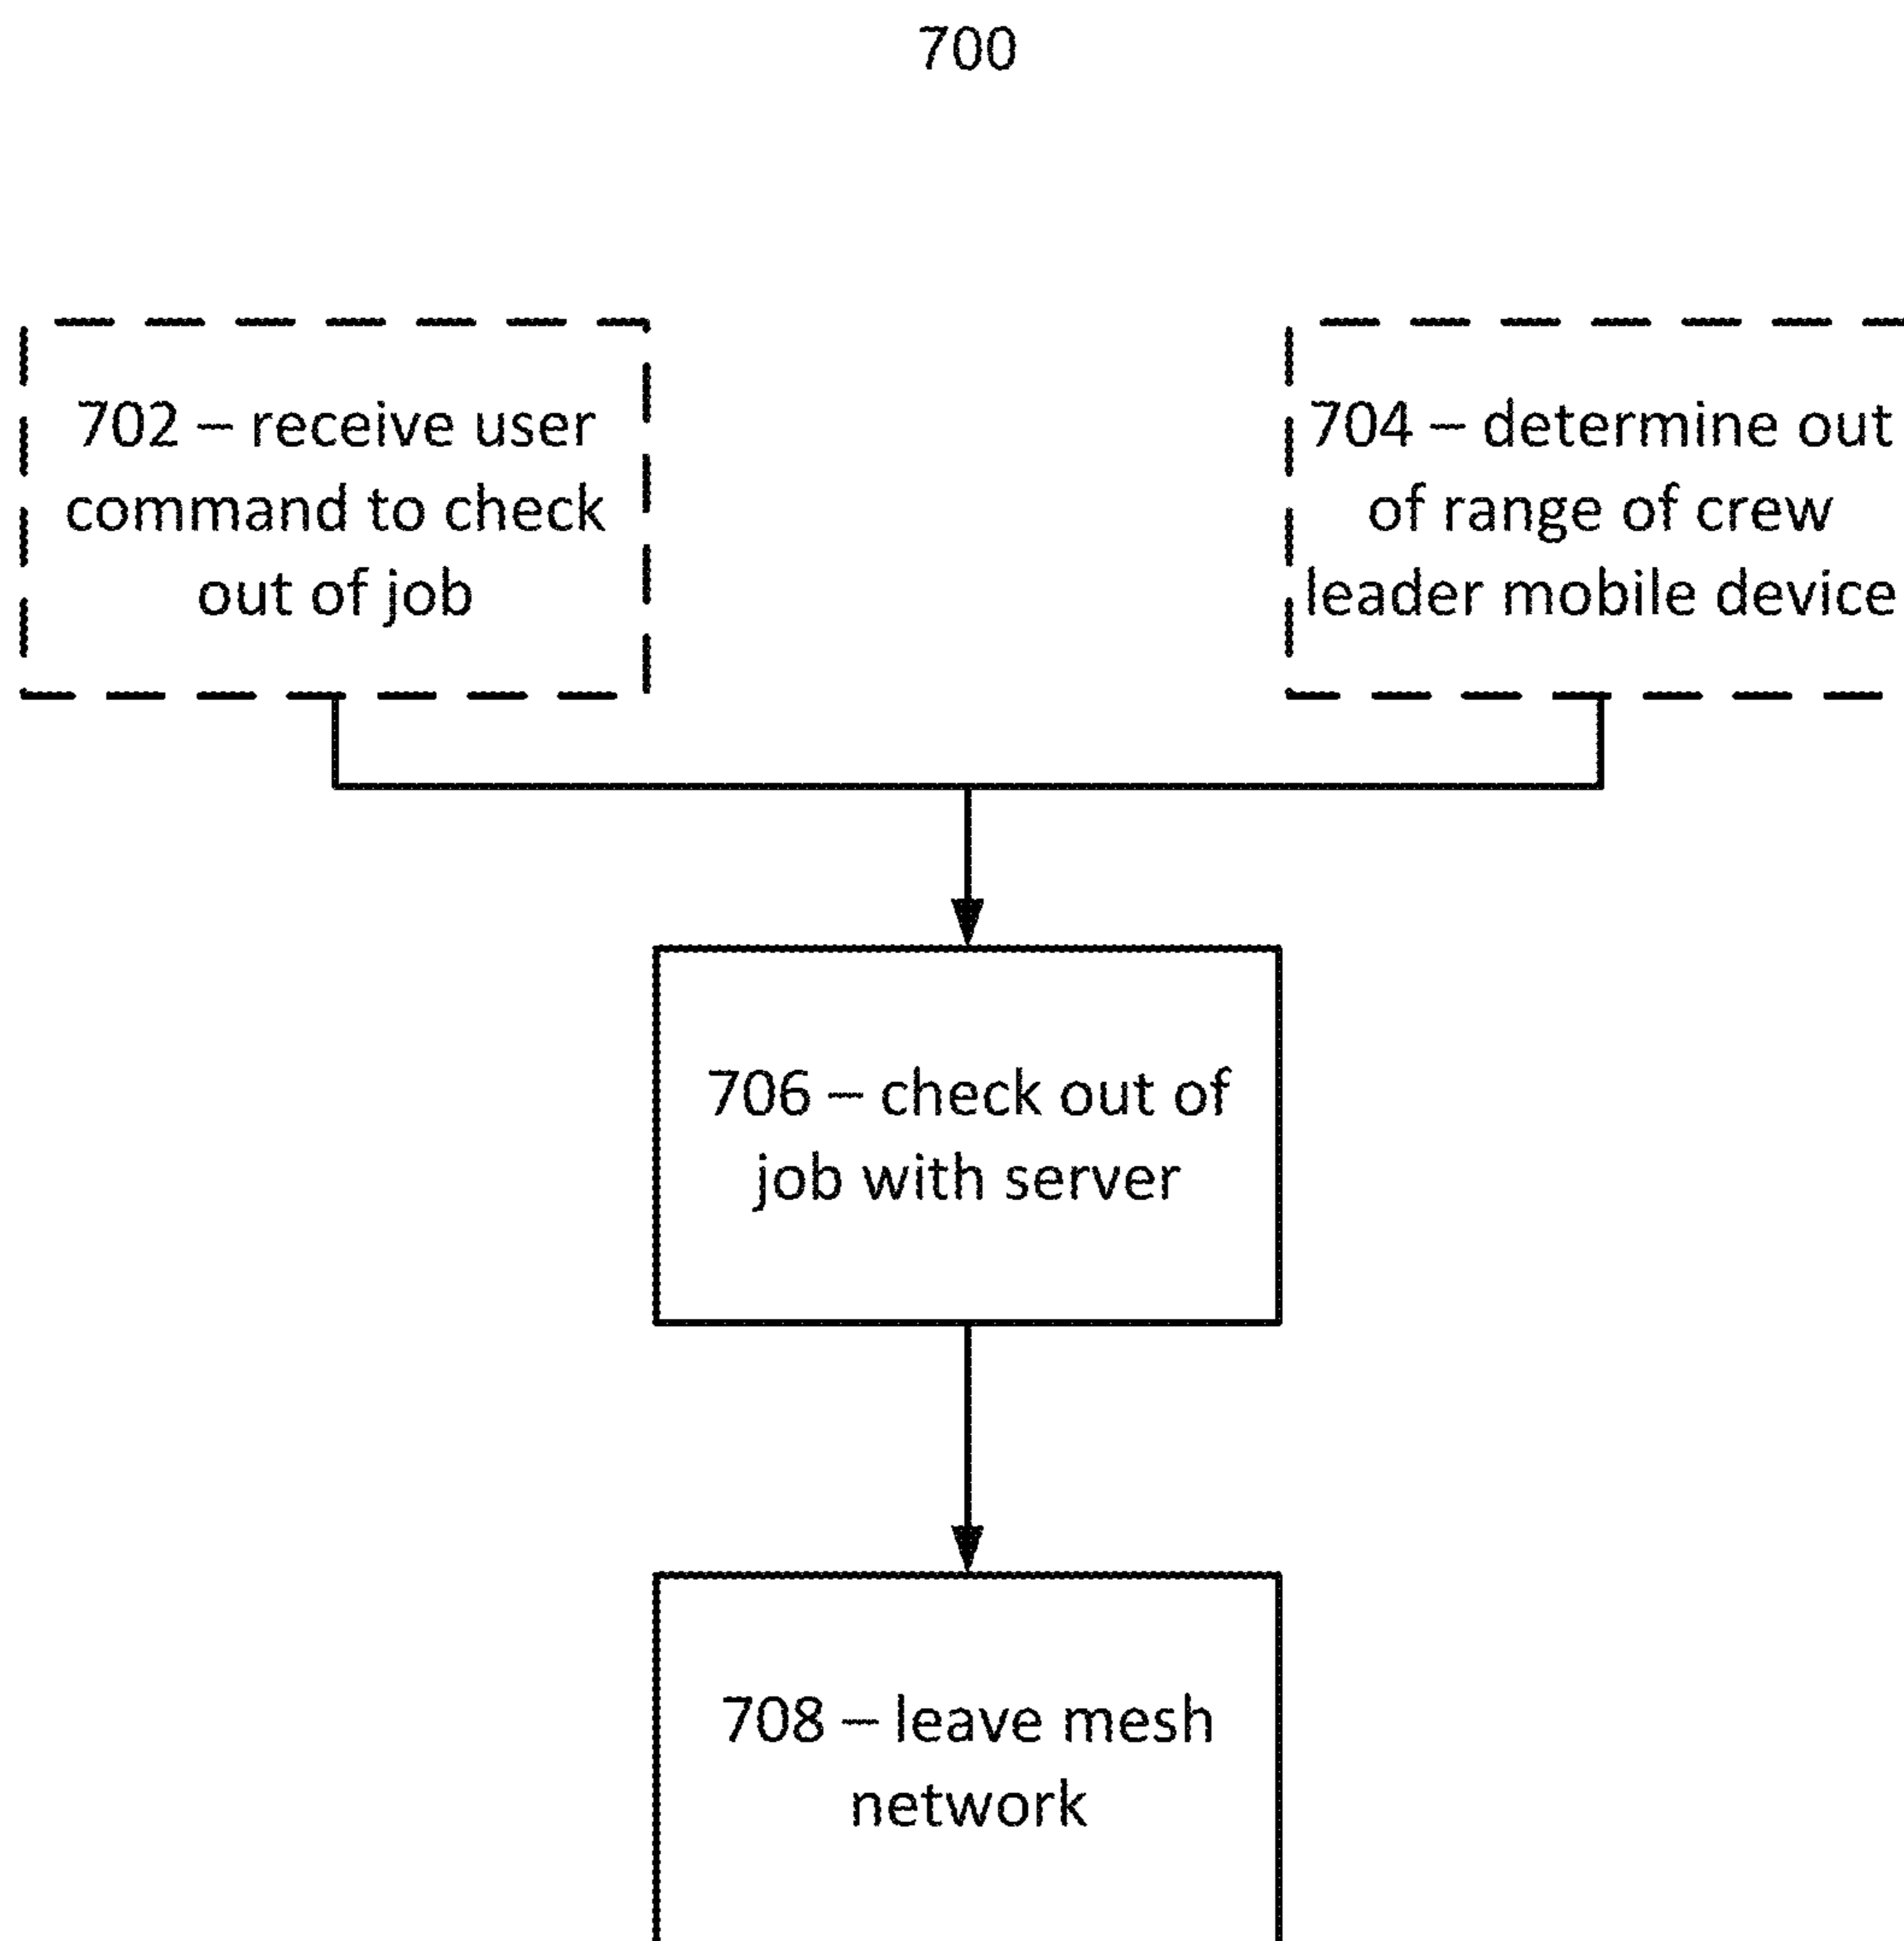 700
702 – receive user
command to check
out of job
704 – determine out
of range of crew
leader mobile device
706 – check out of
job with server
708 – leave mesh
network